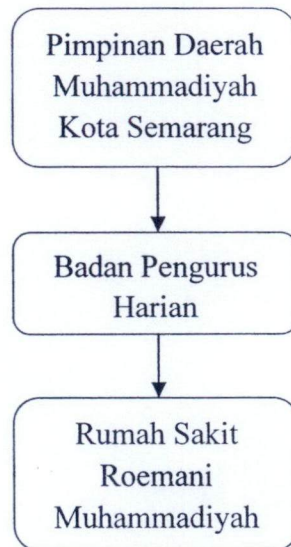 Pimpinan Daerah
Muhammadiyah
Kota Semarang
Badan Pengurus
Harian
Rumah Sakit
Roemani
Muhammadiyah